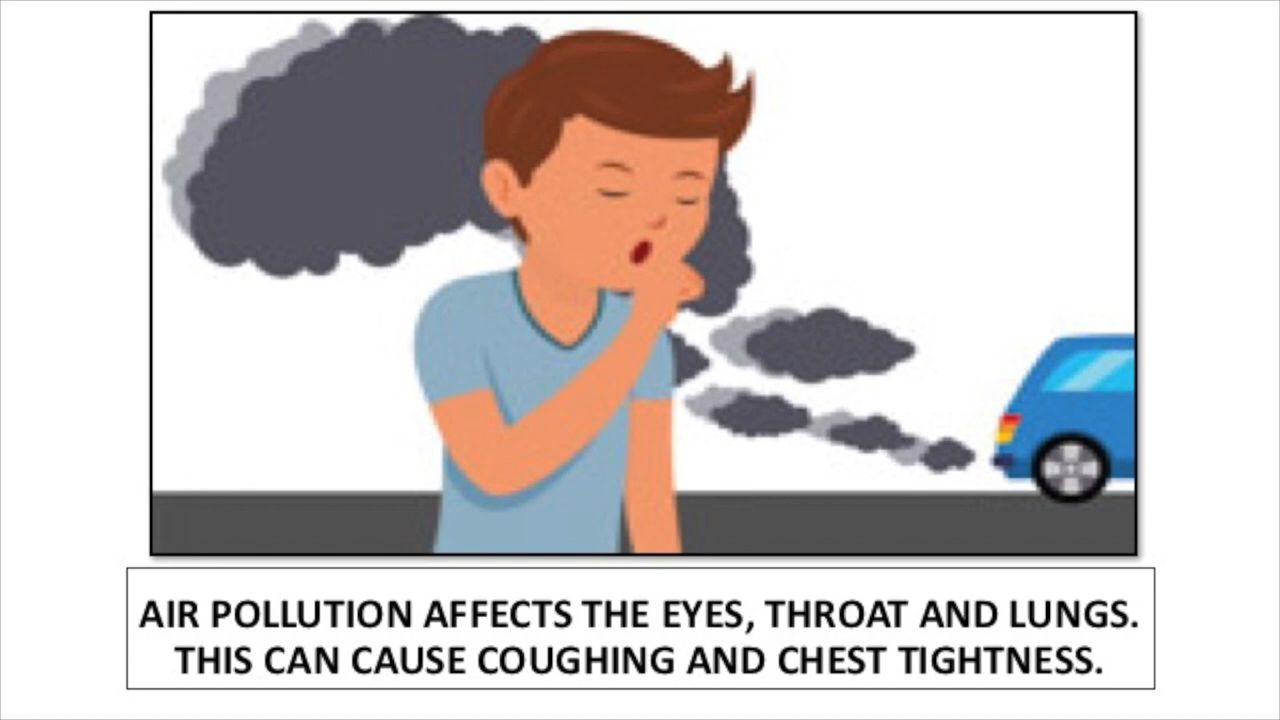 AIR POLLUTION AFFECTS THE EYES, THROAT AND LUNGS.
THIS CAN CAUSE COUGHING AND CHEST TIGHTNESS.